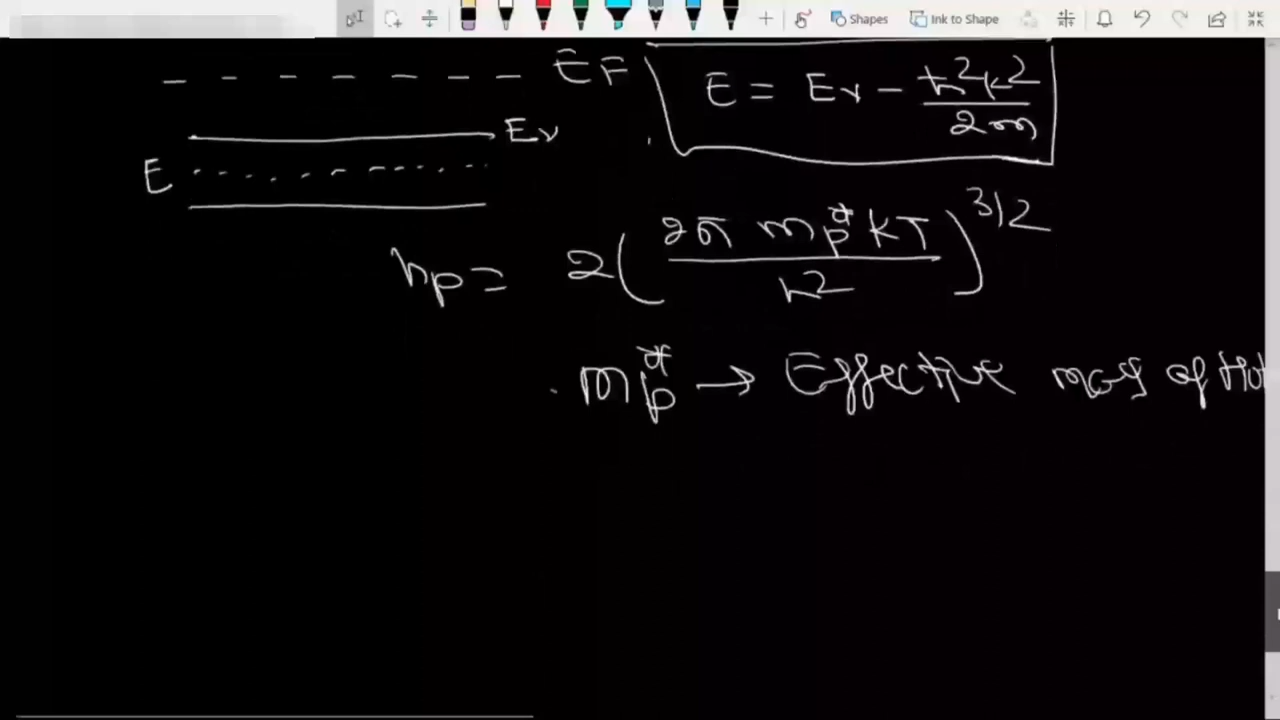 Shapes Ink to Shape
EF
E = Ev - ħ²k²/2m
Ev
E
np = 2(2π mp* kT / h²)^3/2
mp* → Effective mass of